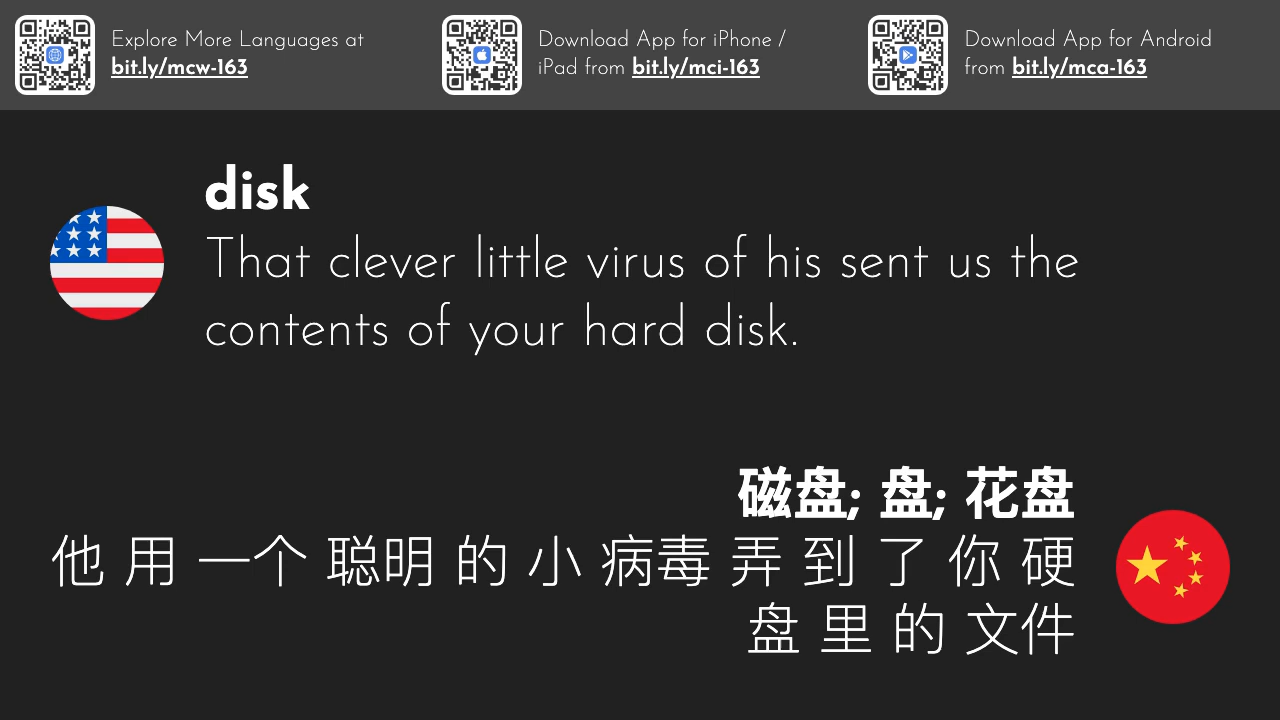 Explore More Languages at
bit.ly/mcw-163
Download App for iPhone /
iPad from bit.ly/mci-163
Download App for Android
from bit.ly/mca-163
disk
That clever little virus of his sent us the
contents of your hard disk.
磁盘; 盘; 花盘
他 用 一个 聪明 的 小 病毒 弄 到 了 你 硬
盘 里 的 文件